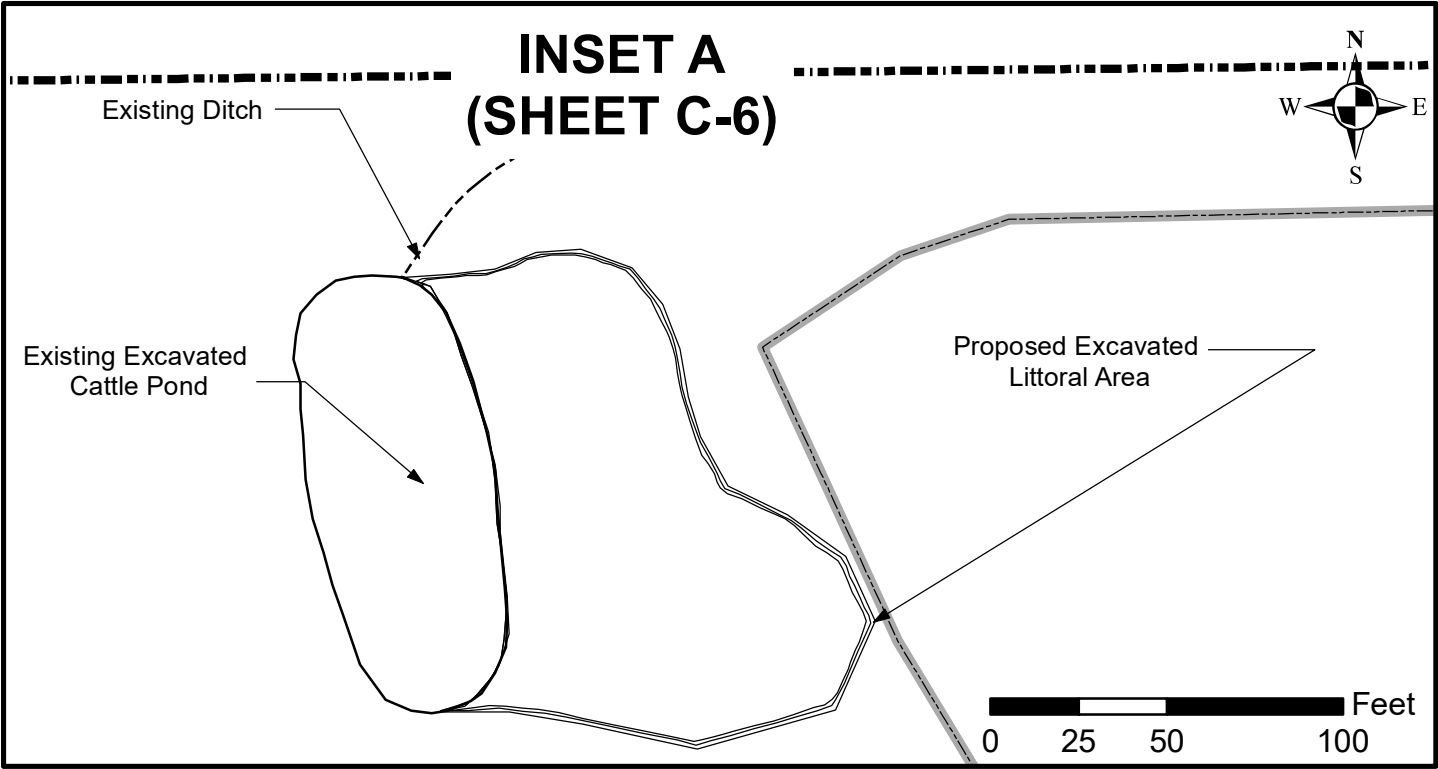 INSET A
(SHEET C-6)
N
W E
S
Existing Ditch
Existing Excavated
Cattle Pond
Proposed Excavated
Littoral Area
Feet
0 25 50 100